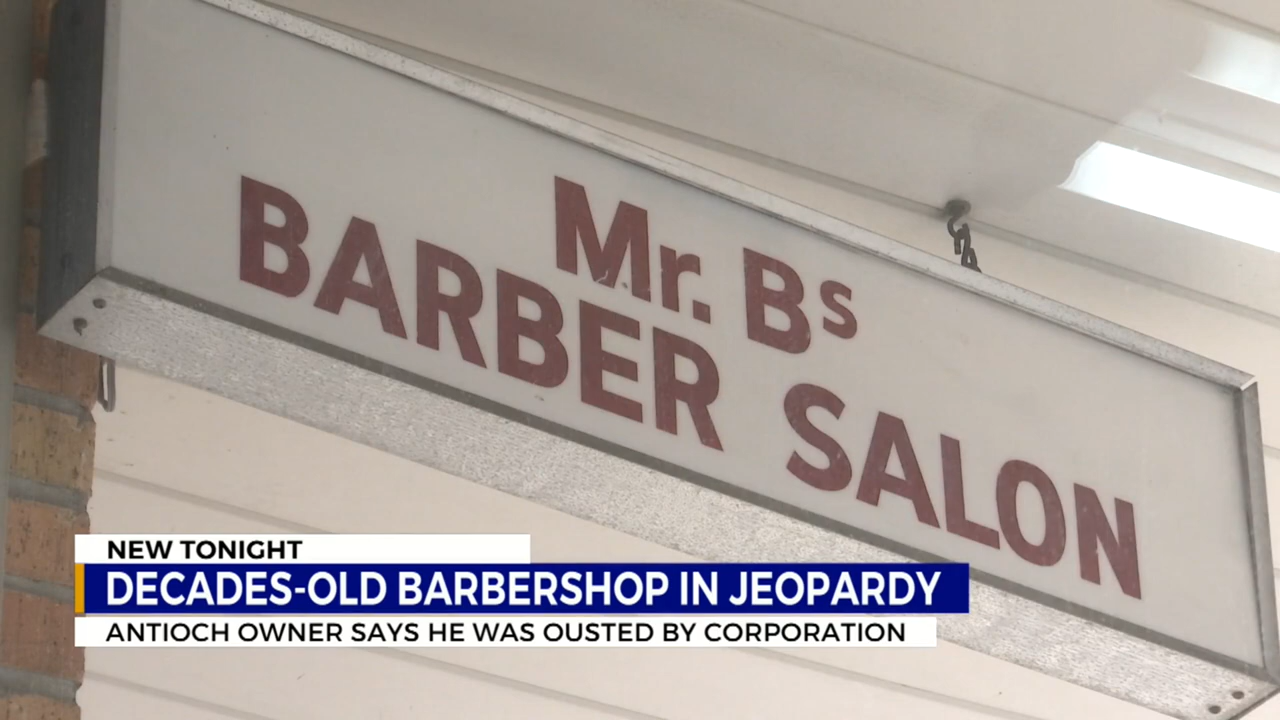 Mr. Bs
BARBER SALON
NEW TONIGHT
DECADES-OLD BARBERSHOP IN JEOPARDY
ANTIOCH OWNER SAYS HE WAS OUSTED BY CORPORATION